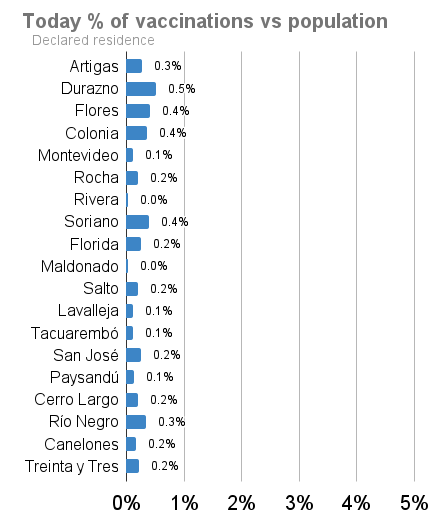 Today % of vaccinations vs population
Declared residence
Artigas 0.3%
Durazno 0.5%
Flores 0.4%
Colonia 0.4%
Montevideo 0.1%
Rocha 0.2%
Rivera 0.0%
Soriano 0.4%
Florida 0.2%
Maldonado 0.0%
Salto 0.2%
Lavalleja 0.1%
Tacuarembó 0.1%
San José 0.2%
Paysandú 0.1%
Cerro Largo 0.2%
Río Negro 0.3%
Canelones 0.2%
Treinta y Tres 0.2%
0% 1% 2% 3% 4% 5%